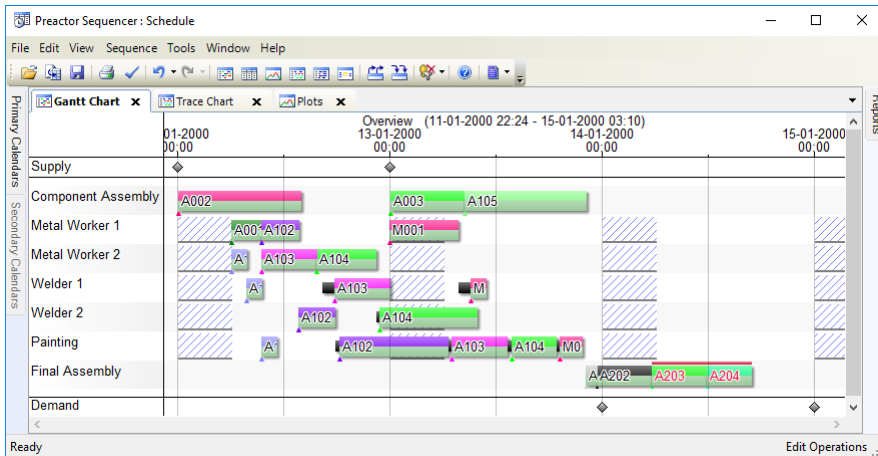 Preactor Sequencer : Schedule
File Edit View Sequence Tools Window Help
Gantt Chart x Trace Chart x Plots x
Primary Calendars
Secondary Calendars
Reports
Overview (11-01-2000 22:24 - 15-01-2000 03:10)
01-2000 13-01-2000 14-01-2000 15-01-2000
00:00 00:00 00:00 00:00
Supply
Component Assembly A002 A003 A105
Metal Worker 1 A001 A102 M001
Metal Worker 2 A1 A103 A104
Welder 1 A1 A103 M
Welder 2 A102 A104
Painting A1 A102 A103 A104 M0
Final Assembly A A202 A203 A204
Demand
Ready Edit Operations